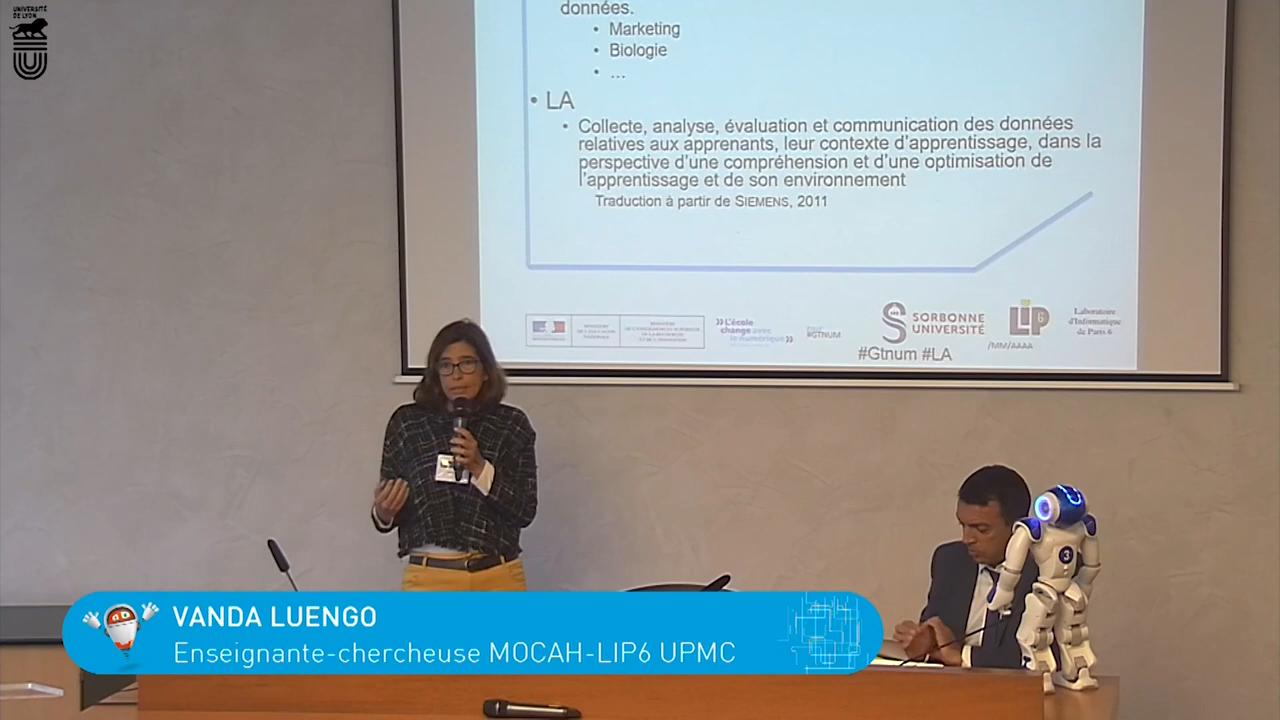 UNIVERSITÉ
DE LYON
données.
• Marketing
• Biologie
• ...
• LA
• Collecte, analyse, évaluation et communication des données
relatives aux apprenants, leur contexte d'apprentissage, dans la
perspective d'une compréhension et d'une optimisation de
l'apprentissage et de son environnement
Traduction à partir de SIEMENS, 2011
L'école
change avec
le numérique
#GTNUM
SORBONNE
UNIVERSITÉ
LIP6
Laboratoire
d'Informatique
de Paris 6
#Gtnum #LA
/MM/AAAA
3
VANDA LUENGO
Enseignante-chercheuse MOCAH-LIP6 UPMC